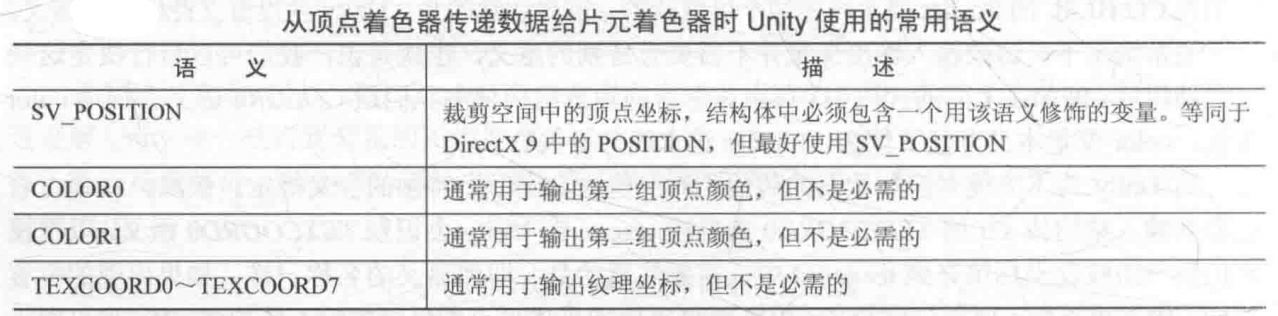 从顶点着色器传递数据给片元着色器时 Unity 使用的常用语义
语 义 描 述
SV_POSITION 裁剪空间中的顶点坐标，结构体中必须包含一个用该语义修饰的变量。等同于
DirectX 9 中的 POSITION，但最好使用 SV_POSITION
COLOR0 通常用于输出第一组顶点颜色，但不是必需的
COLOR1 通常用于输出第二组顶点颜色，但不是必需的
TEXCOORD0～TEXCOORD7 通常用于输出纹理坐标，但不是必需的